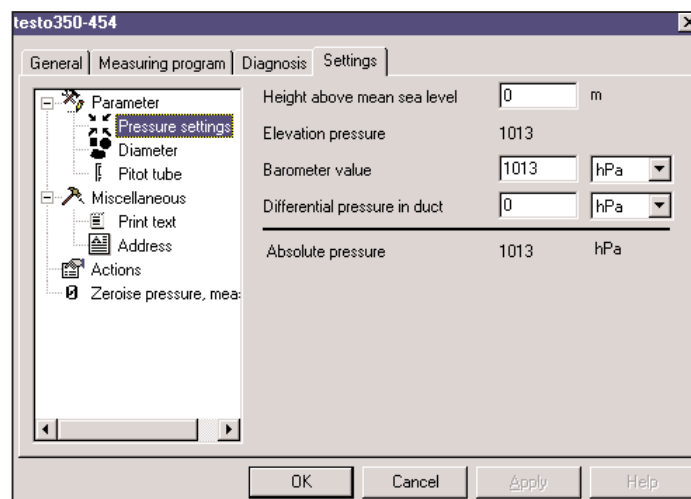 testo350-454
General Measuring program Diagnosis Settings
Parameter
Pressure settings
Diameter
Pitot tube
Miscellaneous
Print text
Address
Actions
Zeroise pressure, mea
Height above mean sea level 0 m
Elevation pressure 1013
Barometer value 1013 hPa
Differential pressure in duct 0 hPa
Absolute pressure 1013 hPa
OK Cancel Apply Help